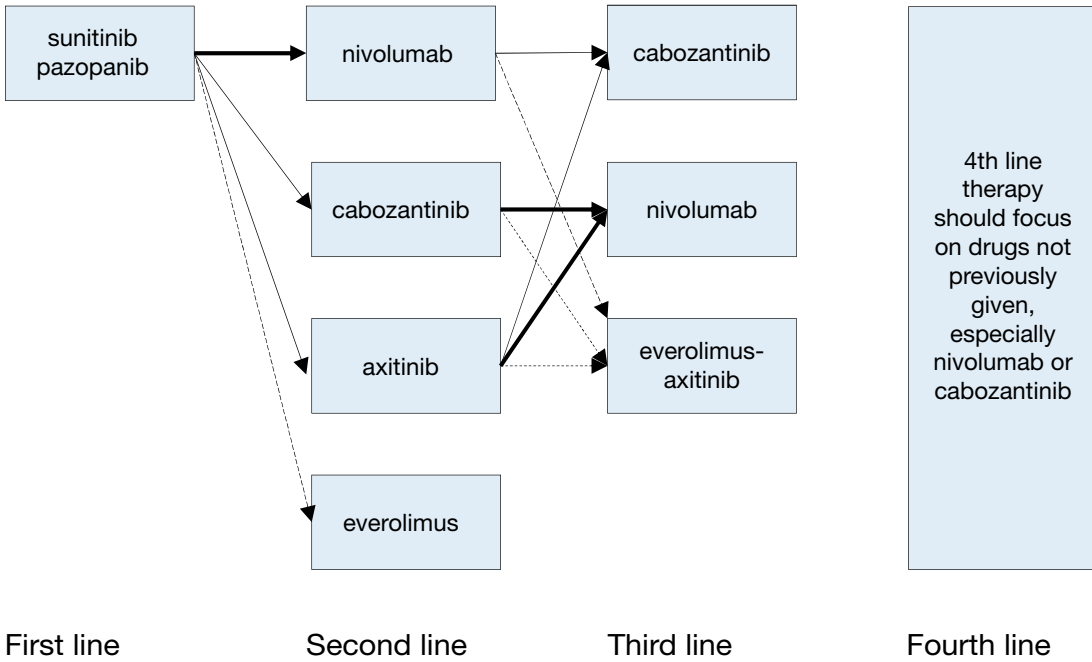 sunitinib
pazopanib
nivolumab
cabozantinib
cabozantinib
nivolumab
axitinib
everolimus-
axitinib
everolimus
4th line
therapy
should focus
on drugs not
previously
given,
especially
nivolumab or
cabozantinib
First line
Second line
Third line
Fourth line